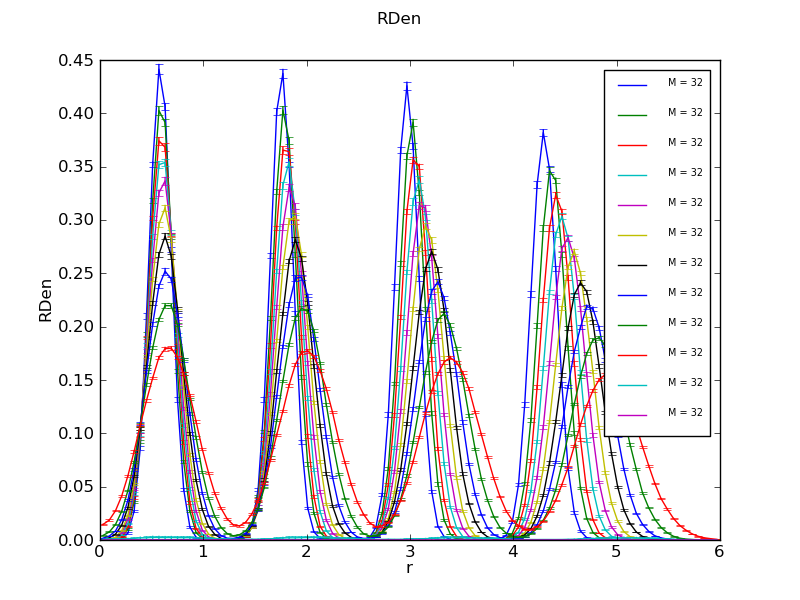 RDen
0.45
0.40
0.35
0.30
0.25
0.20
0.15
0.10
0.05
0.00
RDen
0
1
2
3
4
5
6
r
M = 32
M = 32
M = 32
M = 32
M = 32
M = 32
M = 32
M = 32
M = 32
M = 32
M = 32
M = 32